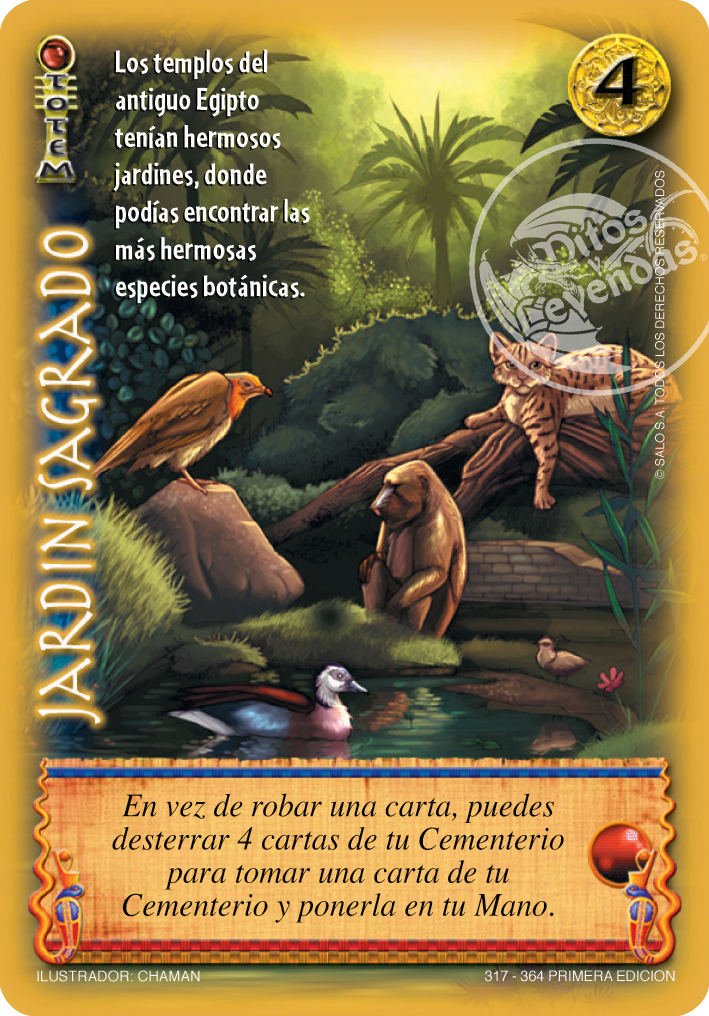 TOTEM
Los templos del
antiguo Egipto
tenían hermosos
jardines, donde
podías encontrar las
más hermosas
especies botánicas.
4
Mitos
y
Leyendas
©
© SALO S.A. TODOS LOS DERECHOS RESERVADOS
JARDIN SAGRADO
En vez de robar una carta, puedes
desterrar 4 cartas de tu Cementerio
para tomar una carta de tu
Cementerio y ponerla en tu Mano.
ILUSTRADOR: CHAMAN
317 - 364 PRIMERA EDICION